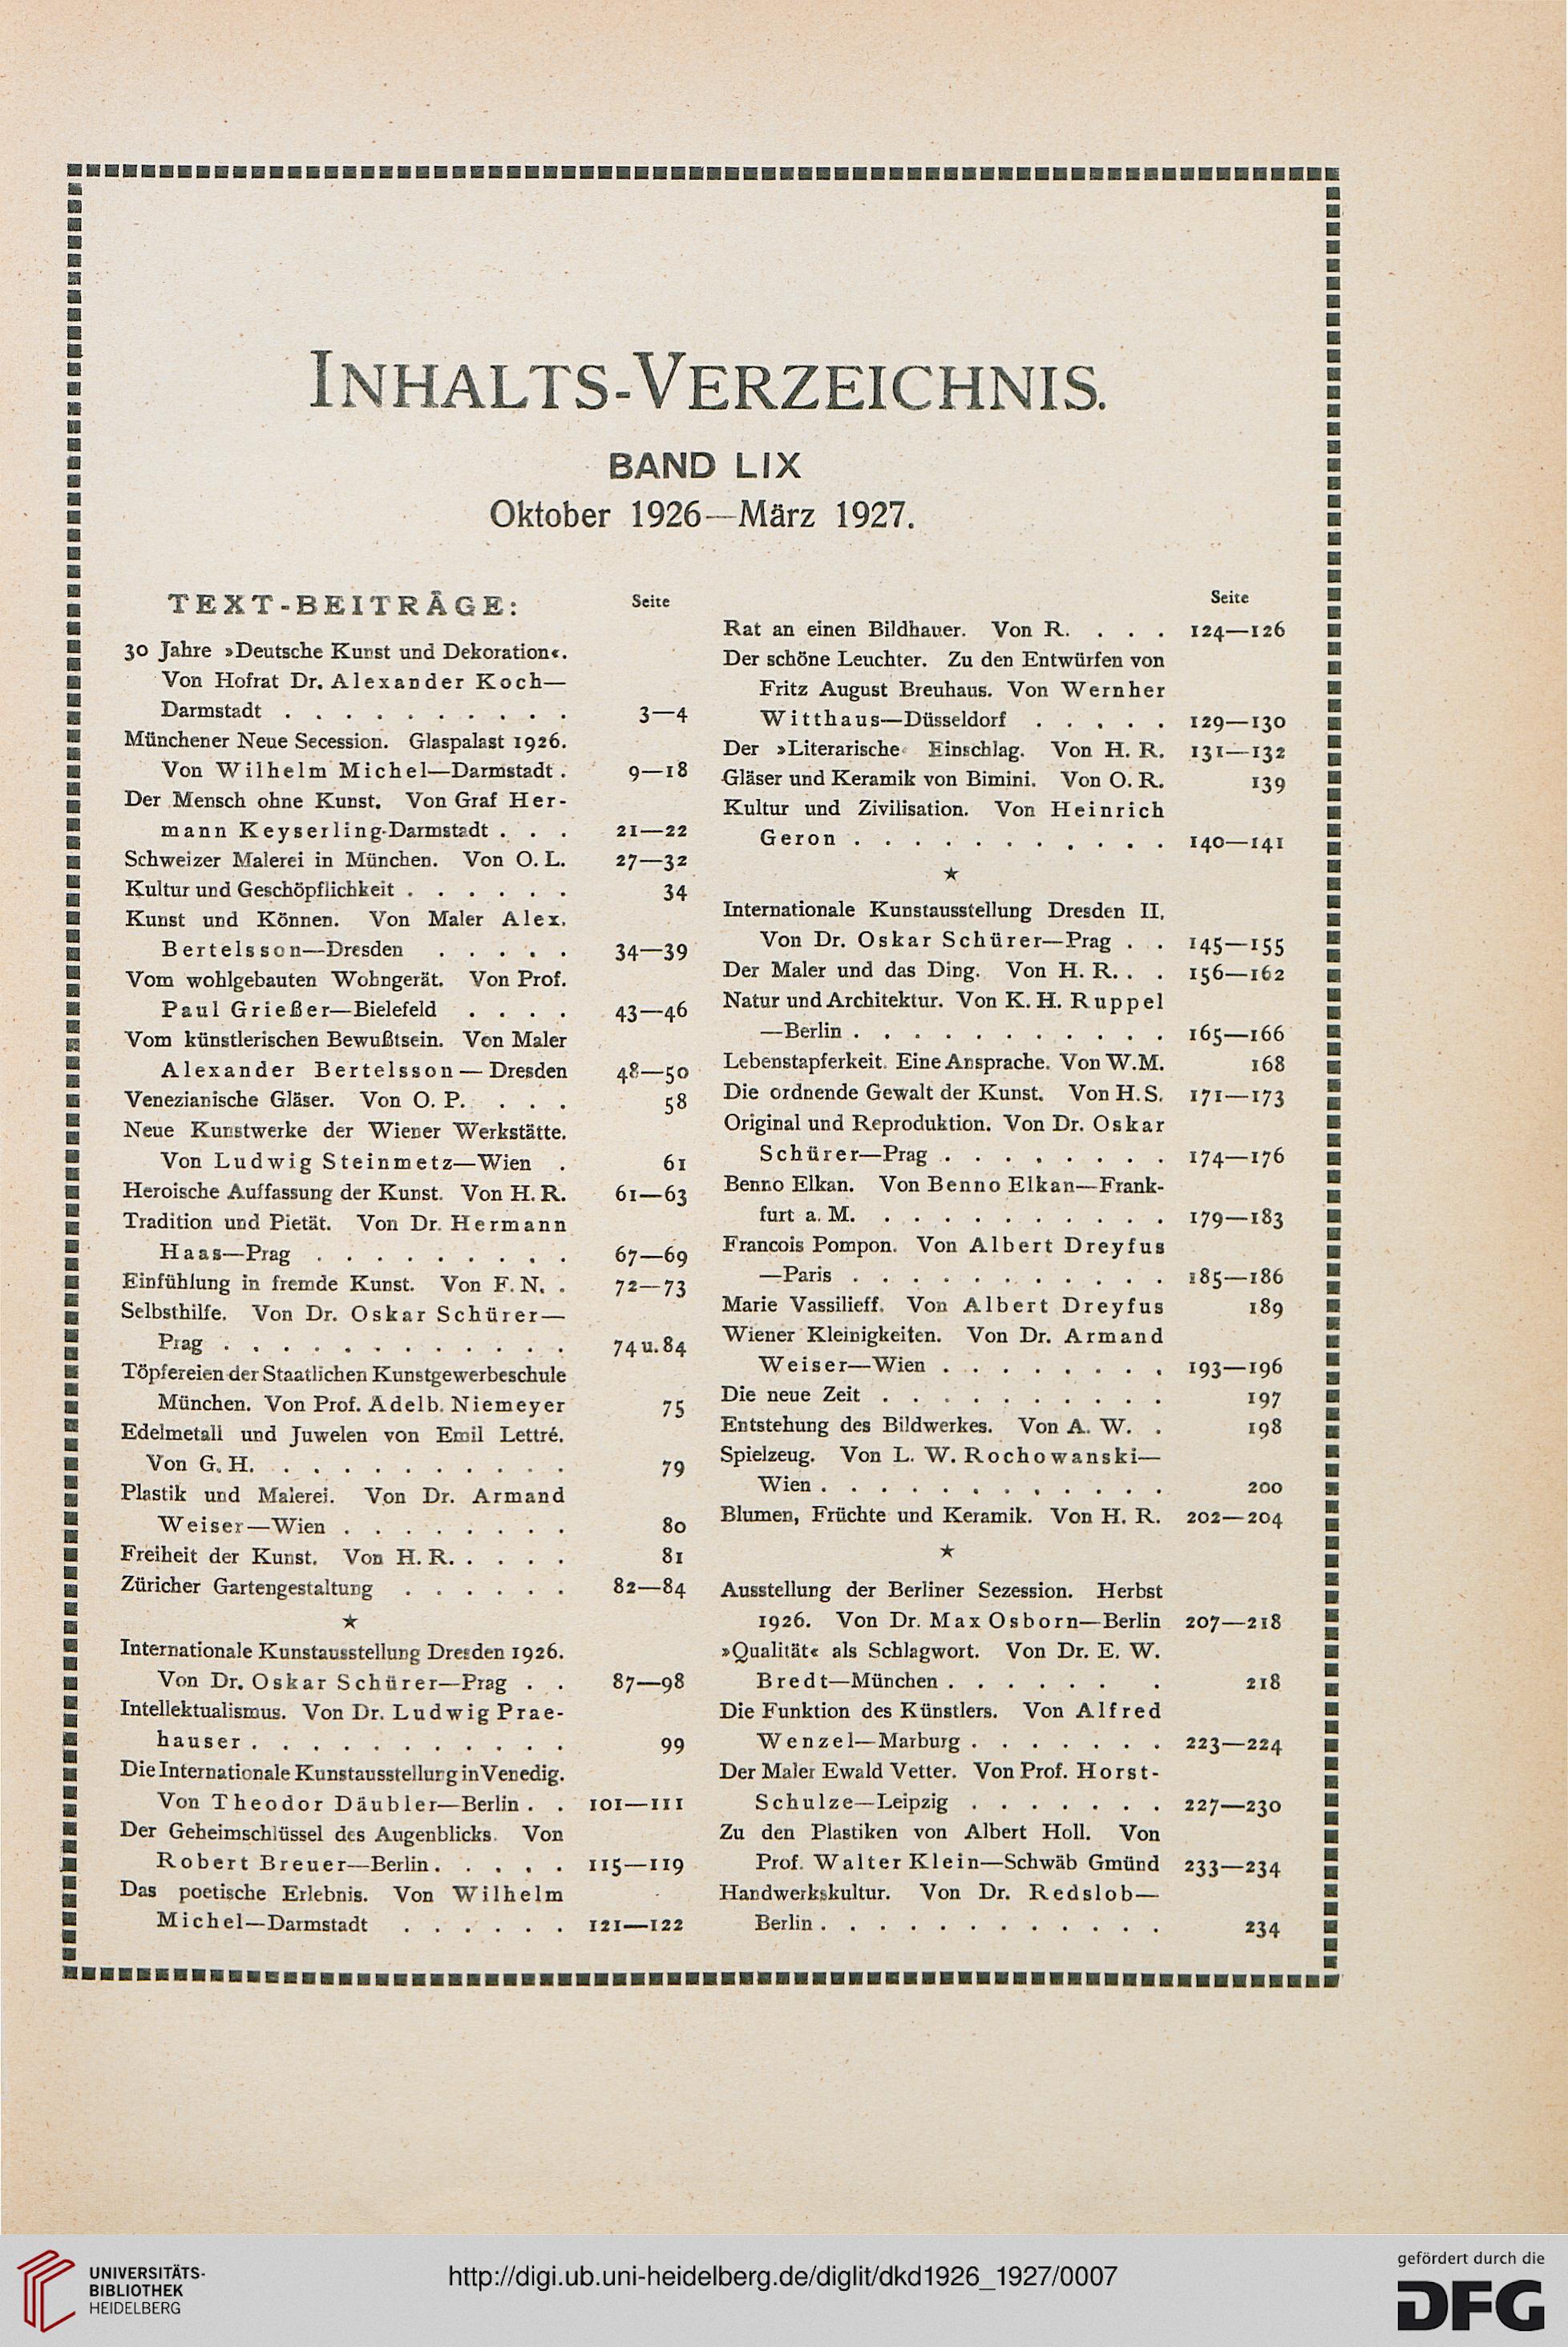 INHALTS-VERZEICHNIS.
BAND LIX
Oktober 1926—März 1927.
TEXT-BEITRÄGE: Seite
30 Jahre »Deutsche Kunst und Dekoration«.
Von Hofrat Dr. Alexander Koch—
Darmstadt . . . . . . . . . . 3—4
Münchener Neue Secession. Glaspalast 1926.
Von Wilhelm Michel—Darmstadt . 9—18
Der Mensch ohne Kunst. Von Graf Her-
mann Keyserling-Darmstadt . . . 21—22
Schweizer Malerei in München. Von O. L. 27—32
Kultur und Geschöpflichkeit . . . . . . 34
Kunst und Können. Von Maler Alex.
Bertelsson—Dresden . . . . . 34—39
Vom wohlgebauten Wohngerät. Von Prof.
Paul Grießer—Bielefeld . . . . 43—46
Vom künstlerischen Bewußtsein. Von Maler
Alexander Bertelsson — Dresden 48—50
Venezianische Gläser. Von O. P. . . . 58
Neue Kunstwerke der Wiener Werkstätte.
Von Ludwig Steinmetz—Wien . 61
Heroische Auffassung der Kunst. Von H. R. 61—63
Tradition und Pietät. Von Dr. Hermann
Haas—Prag . . . . . . . . . 67—69
Einfühlung in fremde Kunst. Von F. N. . 72—73
Selbsthilfe. Von Dr. Oskar Schürer—
Prag . . . . . . . . . . . . 74 u. 84
Töpfereien der Staatlichen Kunstgewerbeschule
München. Von Prof. Adelb. Niemeyer 75
Edelmetall und Juwelen von Emil Lettré.
Von G. H. . . . . . . . . . . 79
Plastik und Malerei. Von Dr. Armand
Weiser—Wien . . . . . . . . 80
Freiheit der Kunst. Von H. R. . . . . 81
Züricher Gartengestaltung . . . . . . 82—84
★
Internationale Kunstausstellung Dresden 1926.
Von Dr. Oskar Schürer—Prag . . 87—98
Intellektualismus. Von Dr. Ludwig Prae-
hauser . . . . . . . . . . . 99
Die Internationale Kunstausstellung in Venedig.
Von Theodor Däubler—Berlin . . 101—111
Der Geheimschlüssel des Augenblicks. Von
Robert Breuer—Berlin . . . . . 115—119
Das poetische Erlebnis. Von Wilhelm
Michel—Darmstadt . . . . . . 121—122
Seite
Rat an einen Bildhauer. Von R. . . . 124—126
Der schöne Leuchter. Zu den Entwürfen von
Fritz August Breuhaus. Von Wernher
Witthaus—Düsseldorf . . . . . 129—130
Der »Literarische« Einschlag. Von H. R. 131—132
Gläser und Keramik von Bimini. Von O. R. 139
Kultur und Zivilisation. Von Heinrich
Geron . . . . . . . . . . . 140—141
★
Internationale Kunstausstellung Dresden II.
Von Dr. Oskar Schürer—Prag . . 145—155
Der Maler und das Ding. Von H. R. . . 156—162
Natur und Architektur. Von K. H. Ruppel
—Berlin . . . . . . . . . . . 165—166
Lebenstapferkeit. Eine Ansprache. Von W. M. 168
Die ordnende Gewalt der Kunst. Von H. S. 171—173
Original und Reproduktion. Von Dr. Oskar
Schürer—Prag . . . . . . . . 174—176
Benno Elkan. Von Benno Elkan—Frank-
furt a. M. . . . . . . . . . . 179—183
Francois Pompon. Von Albert Dreyfus
—Paris . . . . . . . . . . . 185—186
Marie Vassilieff. Von Albert Dreyfus 189
Wiener Kleinigkeiten. Von Dr. Armand
Weiser—Wien . . . . . . . . 193—196
Die neue Zeit . . . . . . . . . . 197
Entstehung des Bildwerkes. Von A. W. . 198
Spielzeug. Von L. W. Rochowanski—
Wien . . . . . . . . . . . . 200
Blumen, Früchte und Keramik. Von H. R. 202—204
★
Ausstellung der Berliner Sezession. Herbst
1926. Von Dr. Max Osborn—Berlin 207—218
»Qualität« als Schlagwort. Von Dr. E. W.
Bredt—München . . . . . . . 218
Die Funktion des Künstlers. Von Alfred
Wenzel—Marburg . . . . . . . 223—224
Der Maler Ewald Vetter. Von Prof. Horst-
Schulze—Leipzig . . . . . . . 227—230
Zu den Plastiken von Albert Holl. Von
Prof. Walter Klein—Schwäb Gmünd 233—234
Handwerkskultur. Von Dr. Redslob—
Berlin . . . . . . . . . . . . 234
UNIVERSITÄTS-
BIBLIOTHEK
HEIDELBERG
http://digi.ub.uni-heidelberg.de/diglit/dkd1926_1927/0007
gefördert durch die
DFG